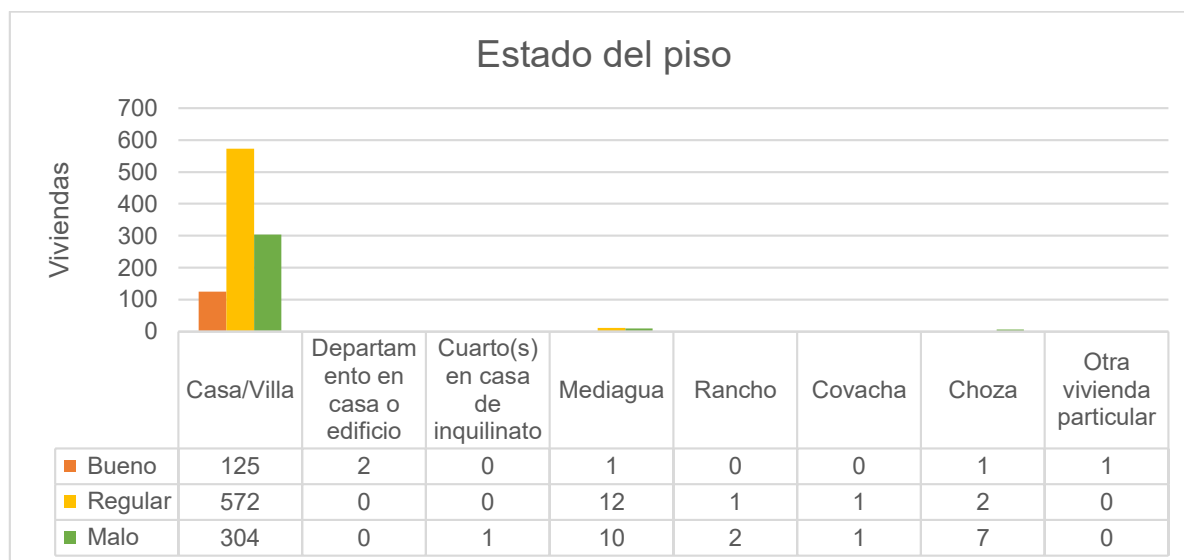 Estado del piso
700
600
500
400
300
200
100
0
Viviendas
Casa/Villa
Departam
ento en
casa o
edificio
Cuarto(s)
en casa
de
inquilinato
Mediagua
Rancho
Covacha
Choza
Otra
vivienda
particular
Bueno 125 2 0 1 0 0 1 1
Regular 572 0 0 12 1 1 2 0
Malo 304 0 1 10 2 1 7 0